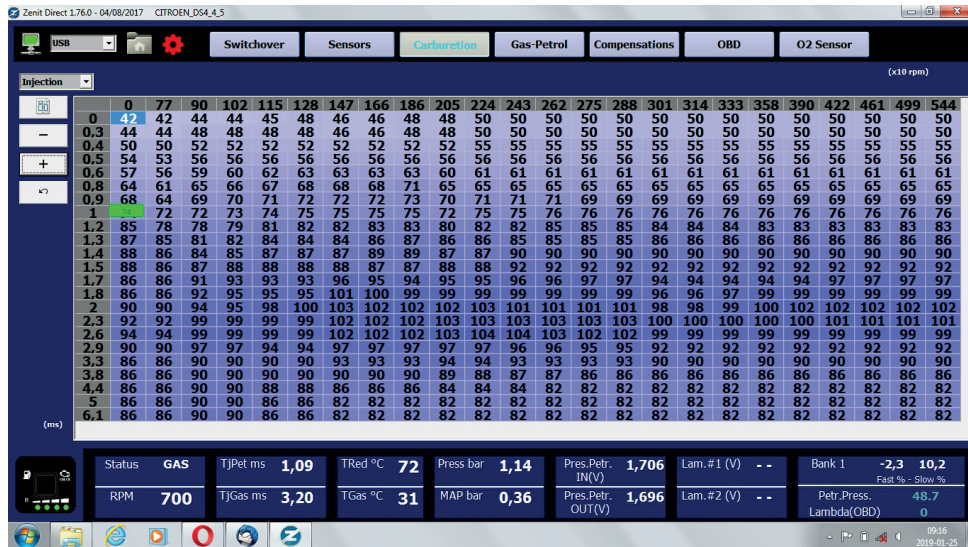 Zenit Direct 1.76.0 - 04/08/2017 CITROEN_DS4_4_5
USB Switchover Sensors Carburetion Gas-Petrol Compensations OBD O2 Sensor
(x10 rpm)
Injection
0 77 90 102 115 128 147 166 186 205 224 243 262 275 288 301 314 333 358 390 422 461 499 544
0 42 42 44 44 45 48 46 46 48 48 50 50 50 50 50 50 50 50 50 50 50 50 50 50
0,3 44 44 48 48 48 48 46 46 48 48 50 50 50 50 50 50 50 50 50 50 50 50 50 50
0,4 50 50 52 52 52 52 52 52 52 52 55 55 55 55 55 55 55 55 55 55 55 55 55 55
0,5 54 53 56 56 56 56 56 56 56 56 56 56 56 56 56 56 56 56 56 56 56 56 56 56
0,6 57 56 59 60 62 63 63 63 63 60 61 61 61 61 61 61 61 61 61 61 61 61 61 61
0,8 64 61 65 66 67 68 68 68 71 65 65 65 65 65 65 65 65 65 65 65 65 65 65 65
0,9 68 64 69 70 71 72 72 72 73 70 71 71 71 69 69 69 69 69 69 69 69 69 69 69
1 72 72 73 74 75 75 75 75 72 75 75 76 76 76 76 76 76 76 76 76 76 76 76
1,2 85 78 78 79 81 82 82 83 83 80 82 82 85 85 85 84 84 84 83 83 83 83 83 83
1,3 87 85 81 82 84 84 84 86 87 86 86 85 85 85 85 86 86 86 86 86 86 86 86 86
1,4 88 86 84 85 87 87 87 89 89 87 87 90 90 90 90 90 90 90 90 90 90 90 90 90
1,5 88 86 87 88 88 88 88 87 87 88 88 92 92 92 92 92 92 92 92 92 92 92 92 92
1,7 86 86 91 93 93 93 96 95 94 95 95 96 96 97 97 94 94 94 94 94 97 97 97 97
1,8 86 86 92 95 95 95 101 100 99 99 99 99 99 99 99 96 96 97 99 99 99 99 99 99
2 90 90 94 95 98 100 103 102 102 102 103 101 101 101 101 98 98 99 100 102 102 102 102 102
2,3 92 92 99 99 99 99 102 102 102 103 103 103 103 103 103 100 100 100 100 100 101 101 101 101
2,6 94 94 99 99 99 99 102 102 102 103 104 104 103 102 102 99 99 99 99 99 99 99 99 99
2,9 90 90 97 97 94 94 97 97 97 97 97 96 96 95 95 92 92 92 92 92 92 92 92 92
3,3 86 86 90 90 90 90 93 93 93 94 94 93 93 93 93 90 90 90 90 90 90 90 90 90
3,8 86 86 90 90 90 90 90 90 90 89 88 87 87 86 86 86 86 86 86 86 86 86 86 86
4,4 86 86 90 90 88 88 86 86 86 84 84 84 82 82 82 82 82 82 82 82 82 82 82 82
5 86 86 90 90 86 86 82 82 82 82 82 82 82 82 82 82 82 82 82 82 82 82 82 82
6,1 86 86 90 90 86 86 82 82 82 82 82 82 82 82 82 82 82 82 82 82 82 82 82 82
(ms)
Status GAS TjPet ms 1,09 TRed °C 72 Press bar 1,14 Pres.Petr. IN(V) 1,706 Lam.#1 (V) - - Bank 1 -2,3 10,2
Fast % - Slow %
RPM 700 TjGas ms 3,20 TGas °C 31 MAP bar 0,36 Pres.Petr. OUT(V) 1,696 Lam.#2 (V) - - Petr.Press. 48.7
Lambda(OBD) 0
09:16
2019-01-25